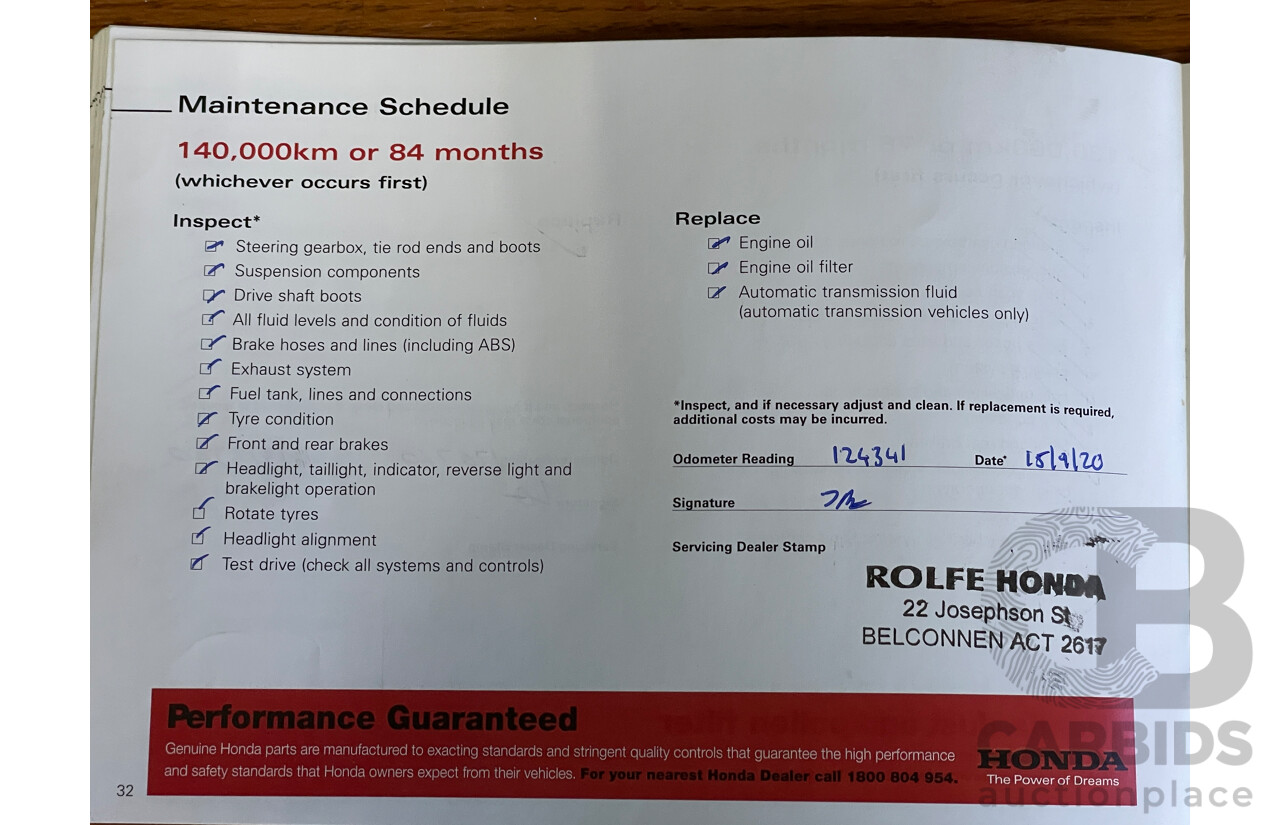 Maintenance Schedule
140,000km or 84 months
(whichever occurs first)
Inspect*
Steering gearbox, tie rod ends and boots
Suspension components
Drive shaft boots
All fluid levels and condition of fluids
Brake hoses and lines (including ABS)
Exhaust system
Fuel tank, lines and connections
Tyre condition
Front and rear brakes
Headlight, taillight, indicator, reverse light and
brakelight operation
Rotate tyres
Headlight alignment
Test drive (check all systems and controls)
Replace
Engine oil
Engine oil filter
Automatic transmission fluid
(automatic transmission vehicles only)
*Inspect, and if necessary adjust and clean. If replacement is required,
additional costs may be incurred.
Odometer Reading 124341 Date* 15/9/20
Signature
Servicing Dealer Stamp
ROLFE HONDA
22 Josephson St
BELCONNEN ACT 2617
Performance Guaranteed
Genuine Honda parts are manufactured to exacting standards and stringent quality controls that guarantee the high performance
and safety standards that Honda owners expect from their vehicles. For your nearest Honda Dealer call 1800 804 954.
HONDA
The Power of Dreams
32
CARBIDS
auctionplace